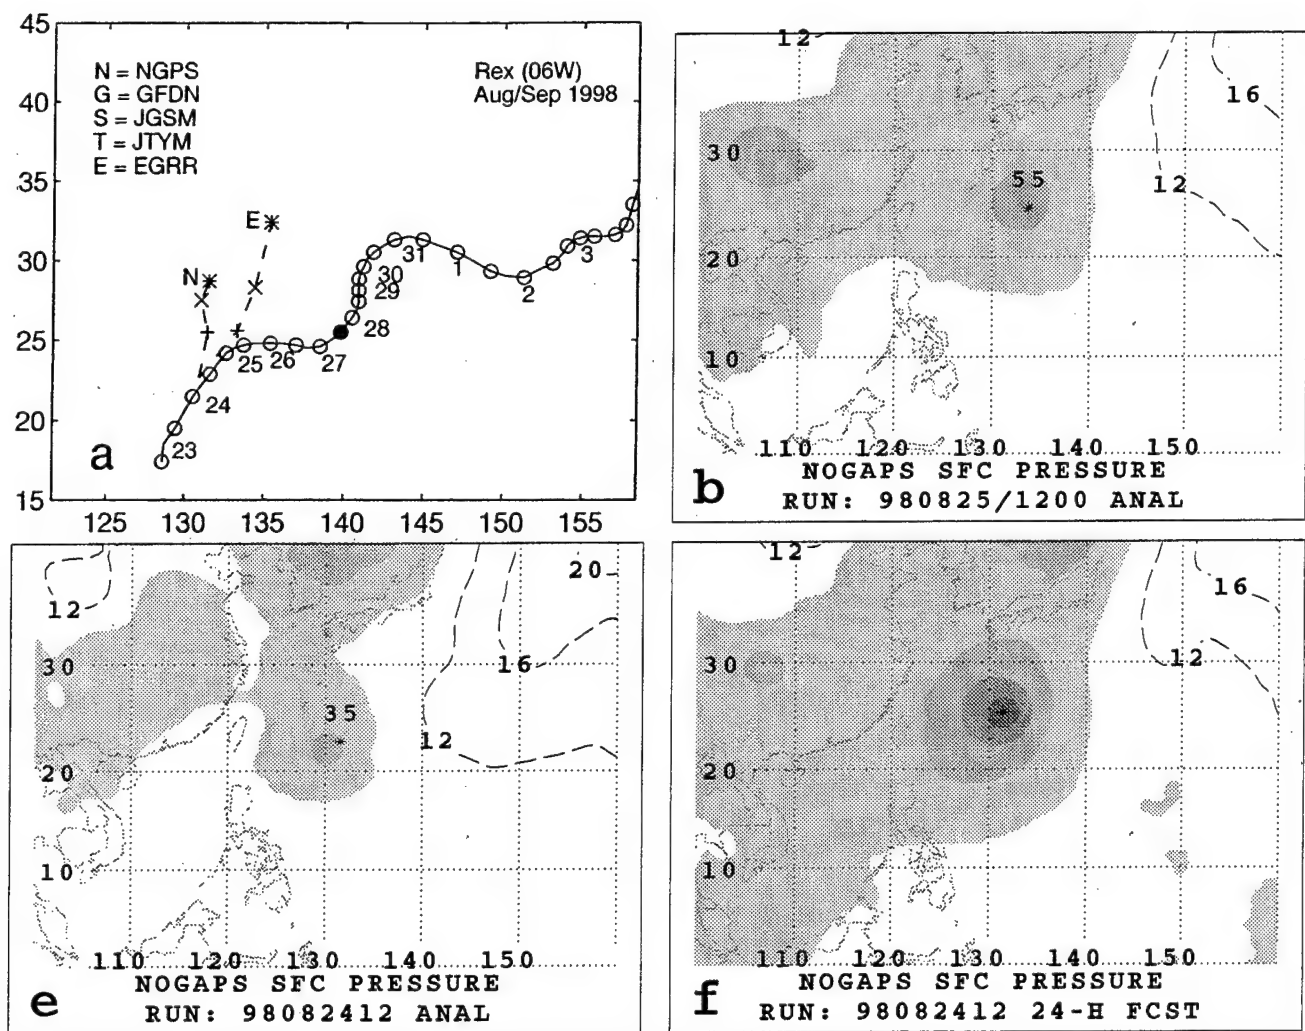 45
40
35
30
25
20
15
125 130 135 140 145 150 155
N = NGPS
G = GFDN
S = JGSM
T = JTYM
E = EGRR
Rex (06W)
Aug/Sep 1998
E
N
23
24
25
26
27
28
29
30
31
1
2
3
a
12
16
30
55
12
20
10
110 120 130 140 150
NOGAPS SFC PRESSURE
RUN: 980825/1200 ANAL
b
20
12
30
16
35
12
20
10
110 120 130 140 150
NOGAPS SFC PRESSURE
RUN: 98082412 ANAL
e
12
16
30
12
20
10
110 120 130 140 150
NOGAPS SFC PRESSURE
RUN: 98082412 24-H FCST
f